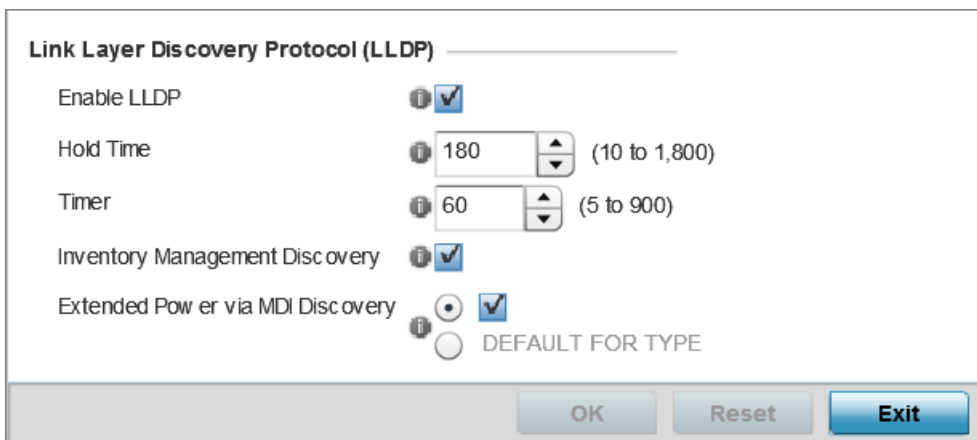 Link Layer Discovery Protocol (LLDP)
Enable LLDP
Hold Time 180 (10 to 1,800)
Timer 60 (5 to 900)
Inventory Management Discovery
Extended Pow er via MDI Discovery
DEFAULT FOR TYPE
OK Reset Exit